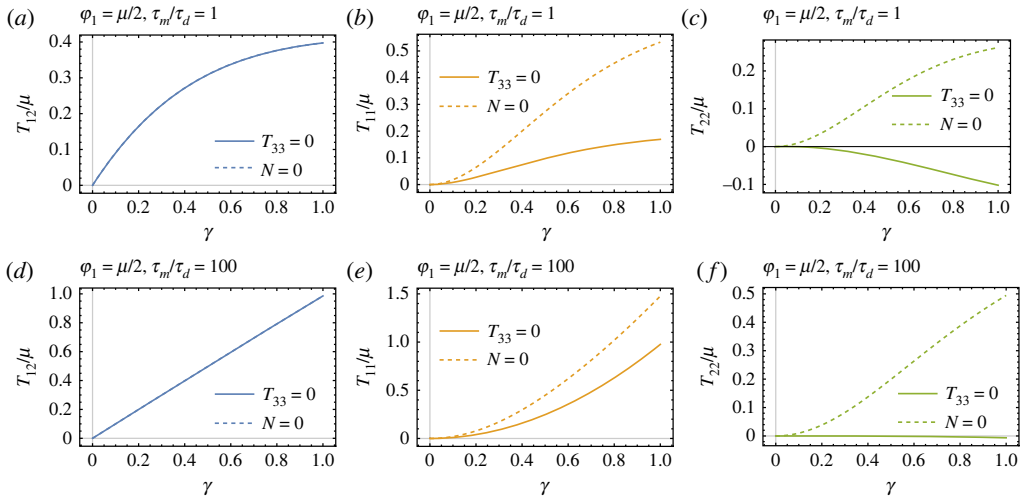 (a) φ₁ = μ/2, τₘ/τ_d = 1
T₁₂/μ
0.4
0.3
0.2
0.1
0
T₃₃ = 0
N = 0
0 0.2 0.4 0.6 0.8 1.0
γ
(b) φ₁ = μ/2, τₘ/τ_d = 1
T₁₁/μ
0.5
0.4
0.3
0.2
0.1
0
T₃₃ = 0
N = 0
0 0.2 0.4 0.6 0.8 1.0
γ
(c) φ₁ = μ/2, τₘ/τ_d = 1
T₂₂/μ
0.2
0.1
0
−0.1
T₃₃ = 0
N = 0
0 0.2 0.4 0.6 0.8 1.0
γ
(d) φ₁ = μ/2, τₘ/τ_d = 100
T₁₂/μ
1.0
0.8
0.6
0.4
0.2
0
T₃₃ = 0
N = 0
0 0.2 0.4 0.6 0.8 1.0
γ
(e) φ₁ = μ/2, τₘ/τ_d = 100
T₁₁/μ
1.5
1.0
0.5
0
T₃₃ = 0
N = 0
0 0.2 0.4 0.6 0.8 1.0
γ
(f) φ₁ = μ/2, τₘ/τ_d = 100
T₂₂/μ
0.5
0.4
0.3
0.2
0.1
0
T₃₃ = 0
N = 0
0 0.2 0.4 0.6 0.8 1.0
γ